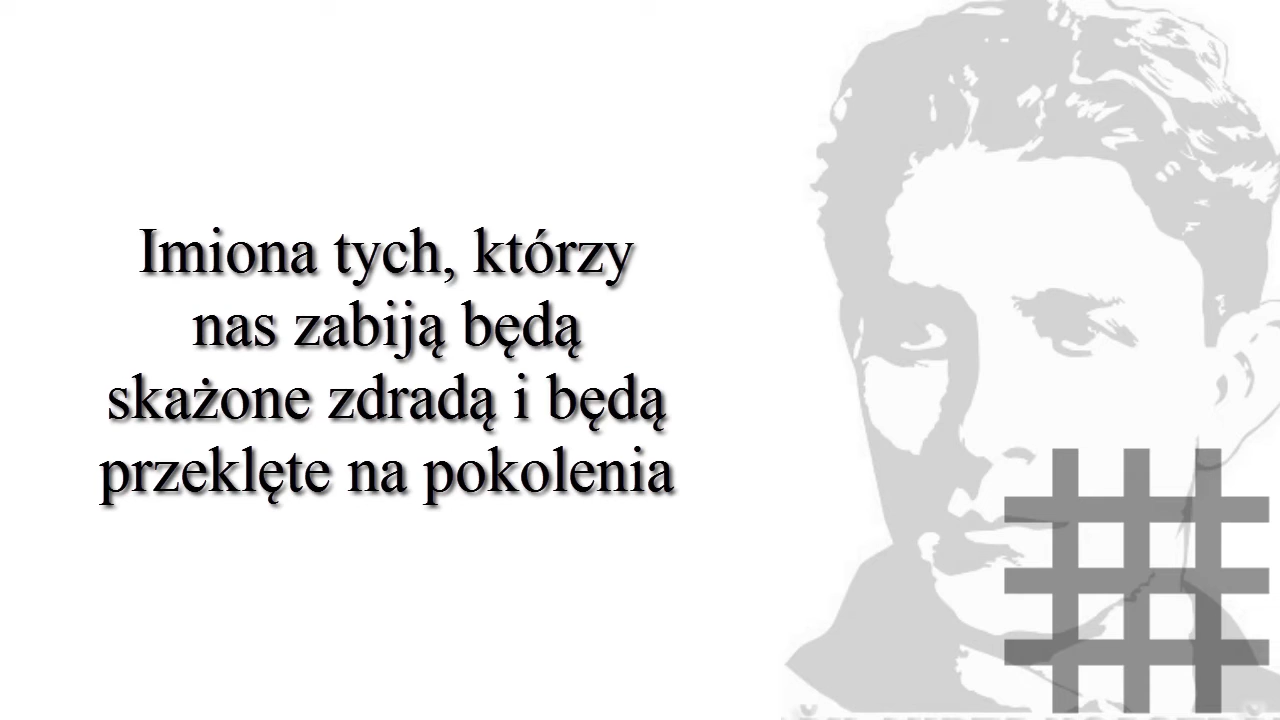 Imiona tych, którzy
nas zabiją będą
skażone zdradą i będą
przeklęte na pokolenia